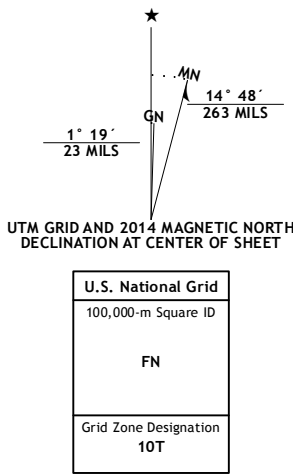 MN
GN
14° 48´
263 MILS
1° 19´
23 MILS
UTM GRID AND 2014 MAGNETIC NORTH
DECLINATION AT CENTER OF SHEET
U.S. National Grid
100,000-m Square ID
FN
Grid Zone Designation
10T